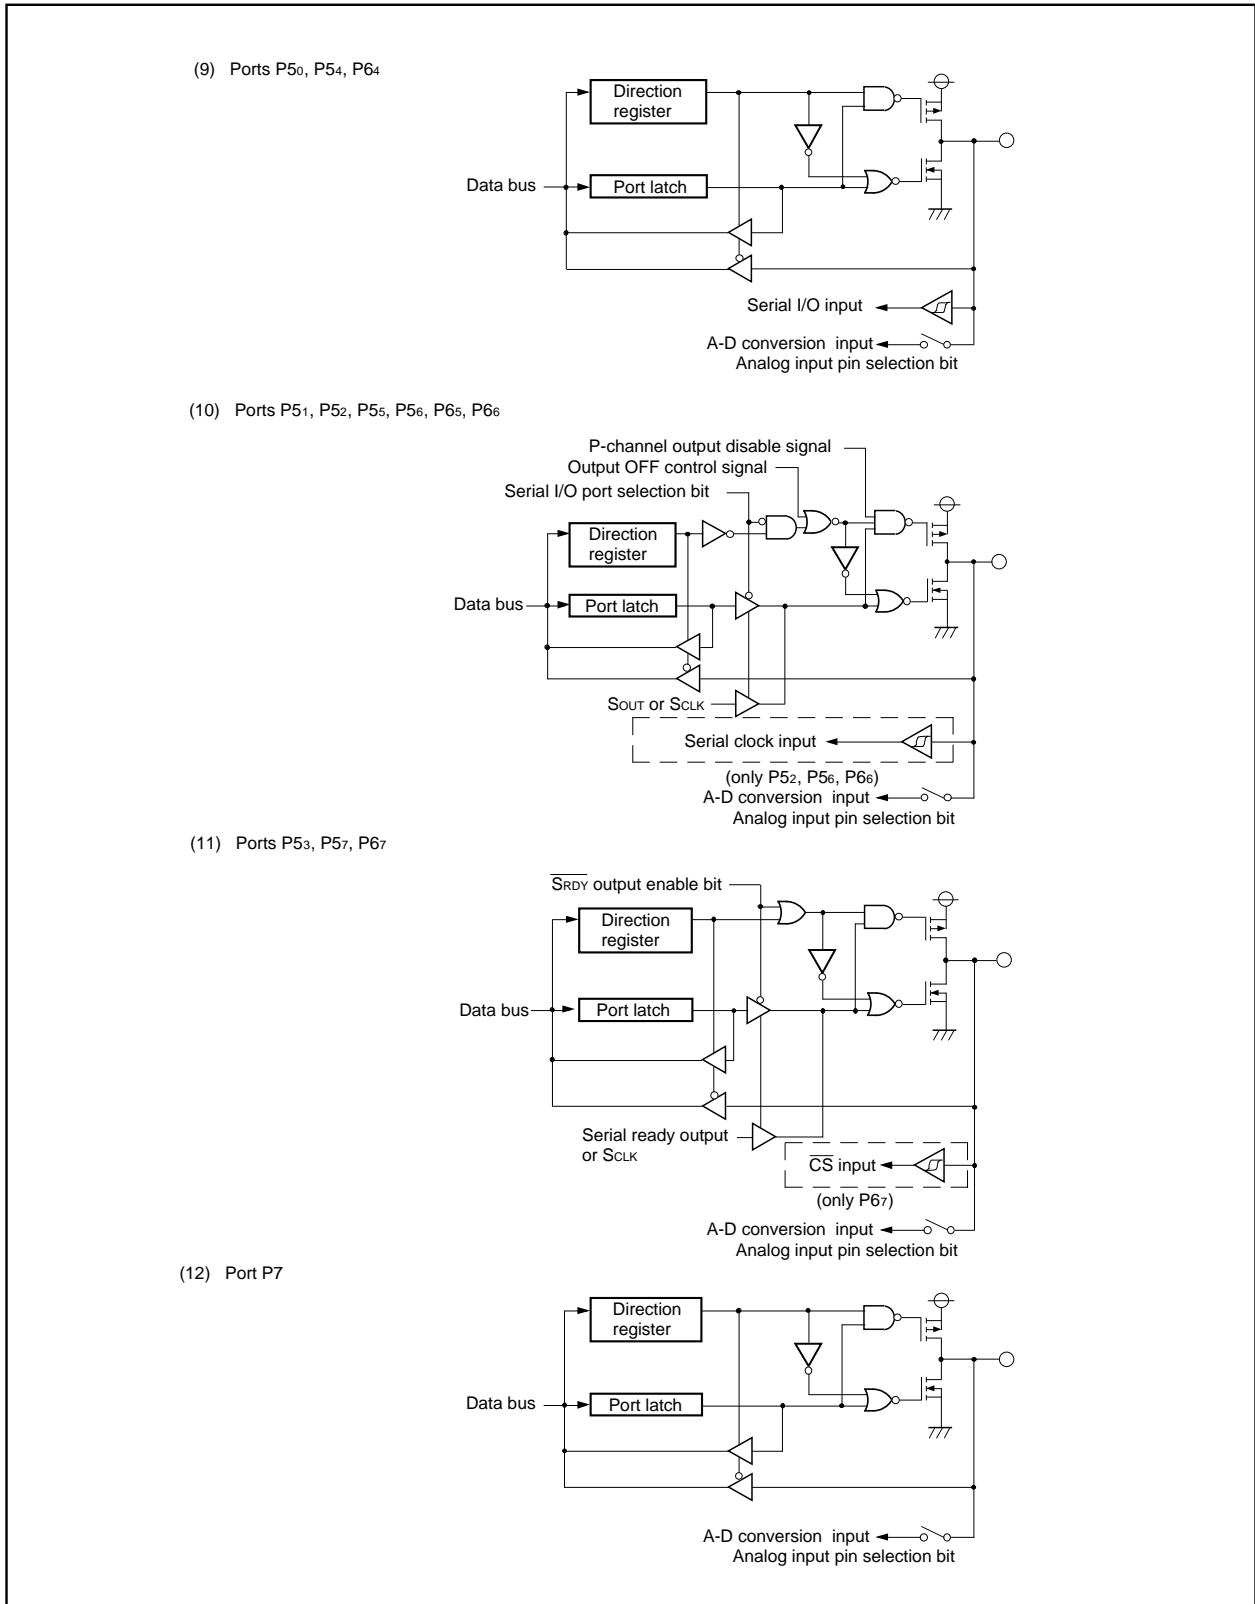 (9) Ports P50, P54, P64
Direction
register
Data bus
Port latch
Serial I/O input
A-D conversion input
Analog input pin selection bit
(10) Ports P51, P52, P55, P56, P65, P66
P-channel output disable signal
Output OFF control signal
Serial I/O port selection bit
Direction
register
Data bus
Port latch
SOUT or SCLK
Serial clock input
(only P52, P56, P66)
A-D conversion input
Analog input pin selection bit
(11) Ports P53, P57, P67
SRDY output enable bit
Direction
register
Data bus
Port latch
Serial ready output
or SCLK
CS input
(only P67)
A-D conversion input
Analog input pin selection bit
(12) Port P7
Direction
register
Data bus
Port latch
A-D conversion input
Analog input pin selection bit